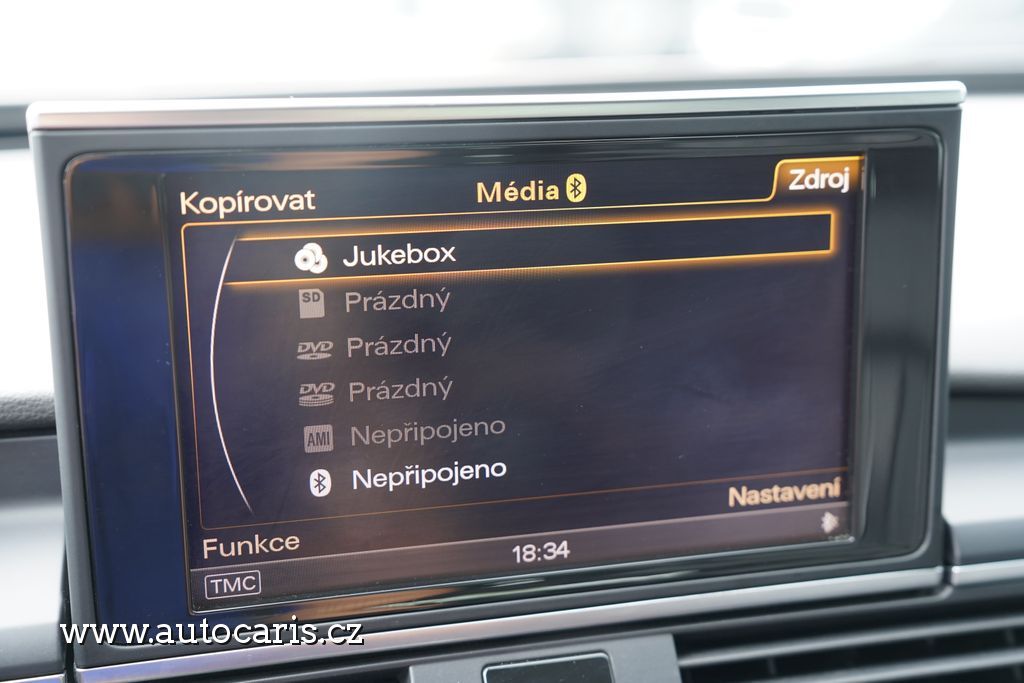 Kopírovat
Média
Zdroj
Jukebox
SD Prázdný
DVD Prázdný
DVD Prázdný
AMI Nepřipojeno
Nepřipojeno
Nastavení
Funkce
18:34
TMC
www.autocaris.cz